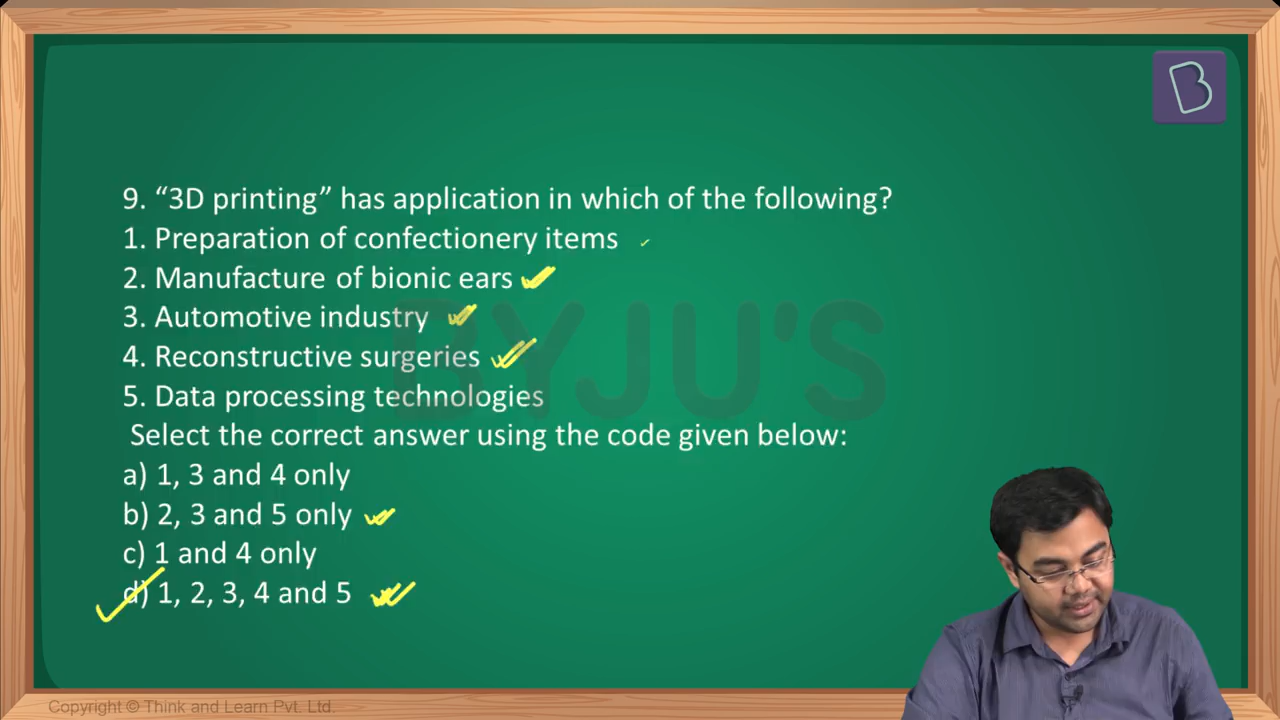 B
9. “3D printing” has application in which of the following?
1. Preparation of confectionery items
2. Manufacture of bionic ears
3. Automotive industry
4. Reconstructive surgeries
5. Data processing technologies
Select the correct answer using the code given below:
a) 1, 3 and 4 only
b) 2, 3 and 5 only
c) 1 and 4 only
d) 1, 2, 3, 4 and 5
BYJU'S
Copyright © Think and Learn Pvt. Ltd.